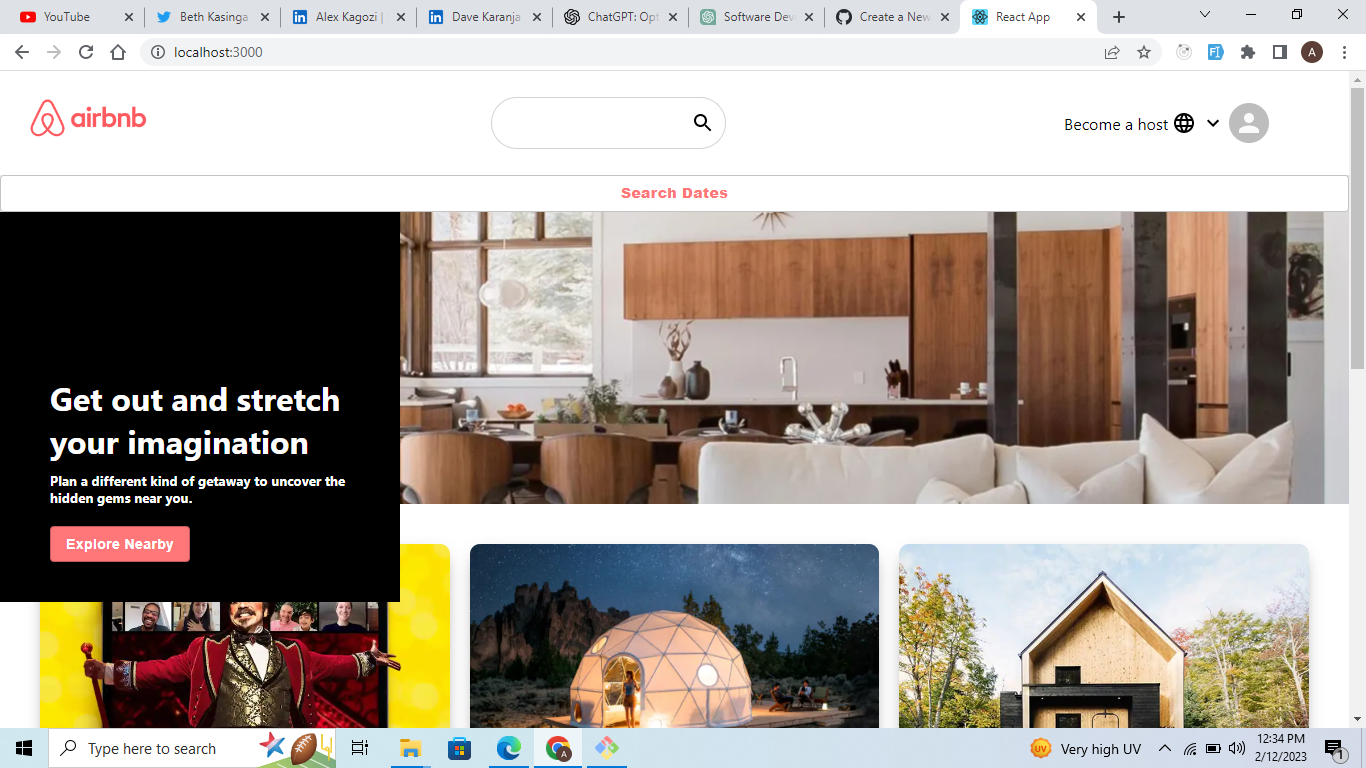 YouTube
Beth Kasinga
Alex Kagozi |
Dave Karanja
ChatGPT: Opt
Software Dev
Create a New
React App
localhost:3000
A
airbnb
Become a host
Search Dates
Get out and stretch
your imagination
Plan a different kind of getaway to uncover the
hidden gems near you.
Explore Nearby
Type here to search
A
UV
Very high UV
12:34 PM
2/12/2023
1